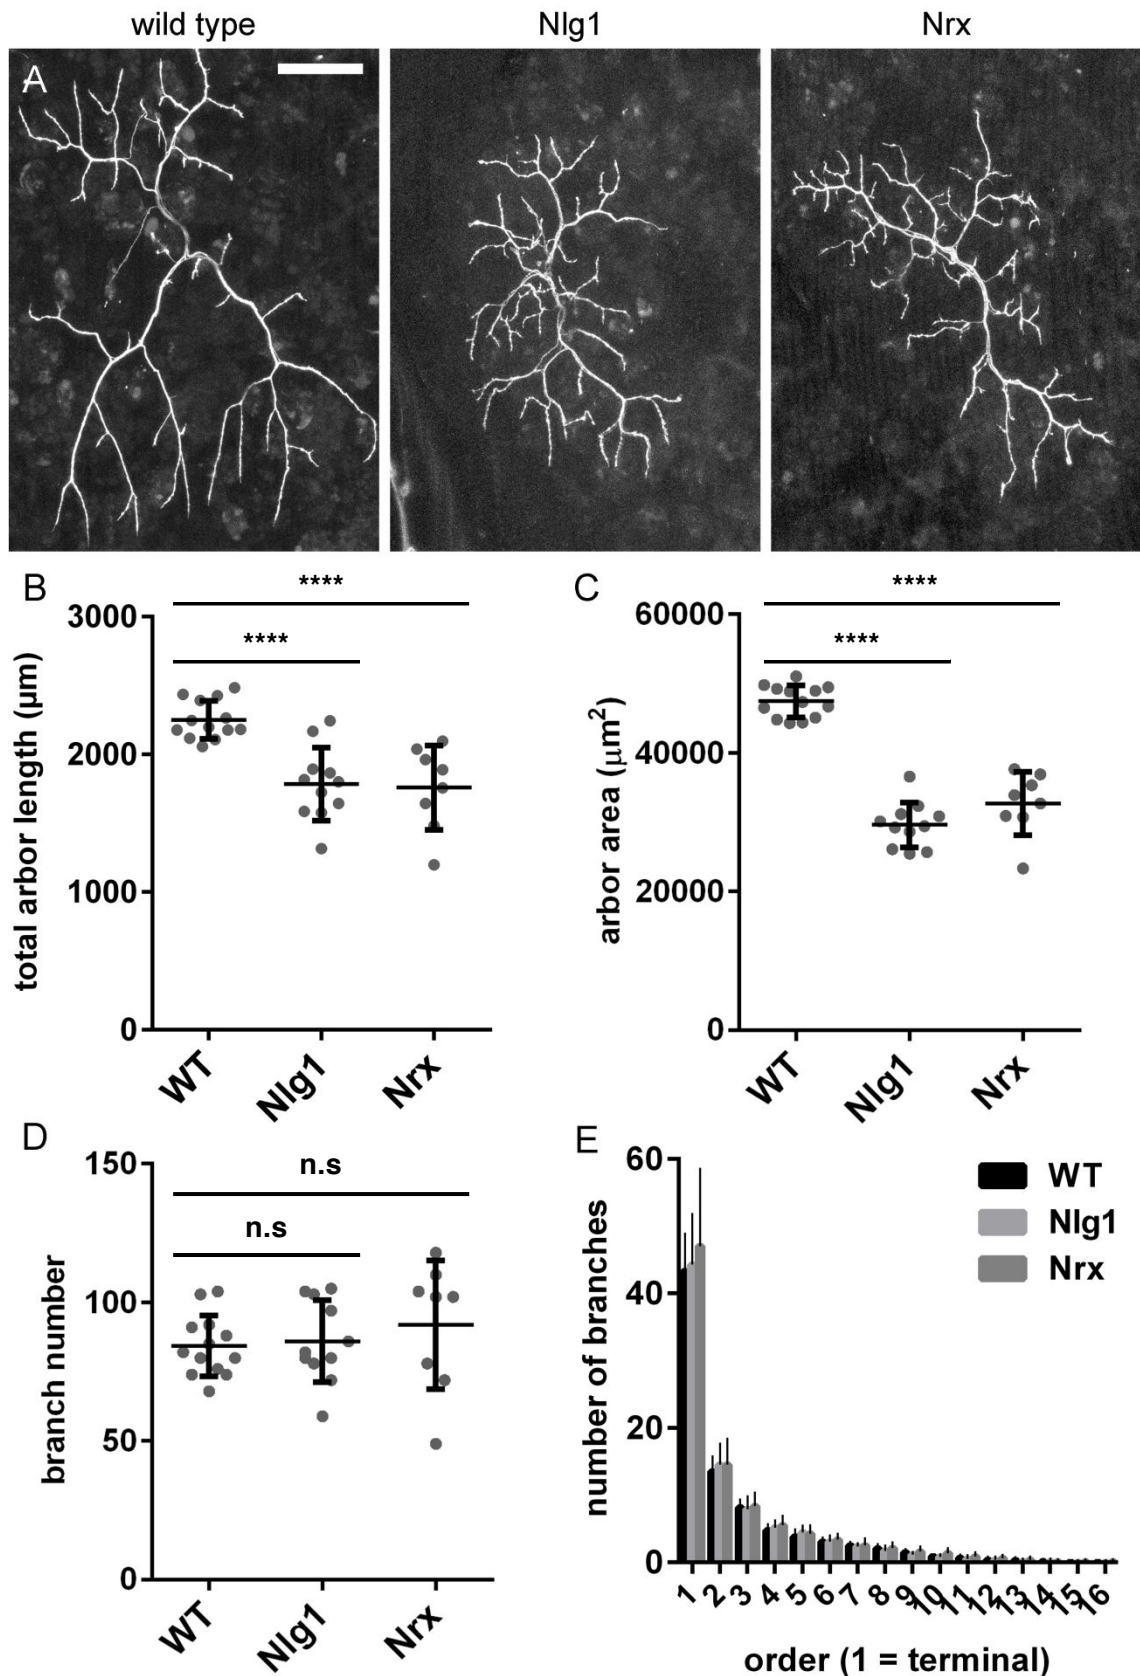 wild type
Nlg1
Nrx
A
B
****
****
3000
2000
1000
0
total arbor length (µm)
WT
Nlg1
Nrx
C
****
****
60000
40000
20000
0
arbor area (µm²)
WT
Nlg1
Nrx
D
n.s
n.s
150
100
50
0
branch number
WT
Nlg1
Nrx
E
60
40
20
0
number of branches
WT
Nlg1
Nrx
1 2 3 4 5 6 7 8 9 10 11 12 13 14 15 16
order (1 = terminal)